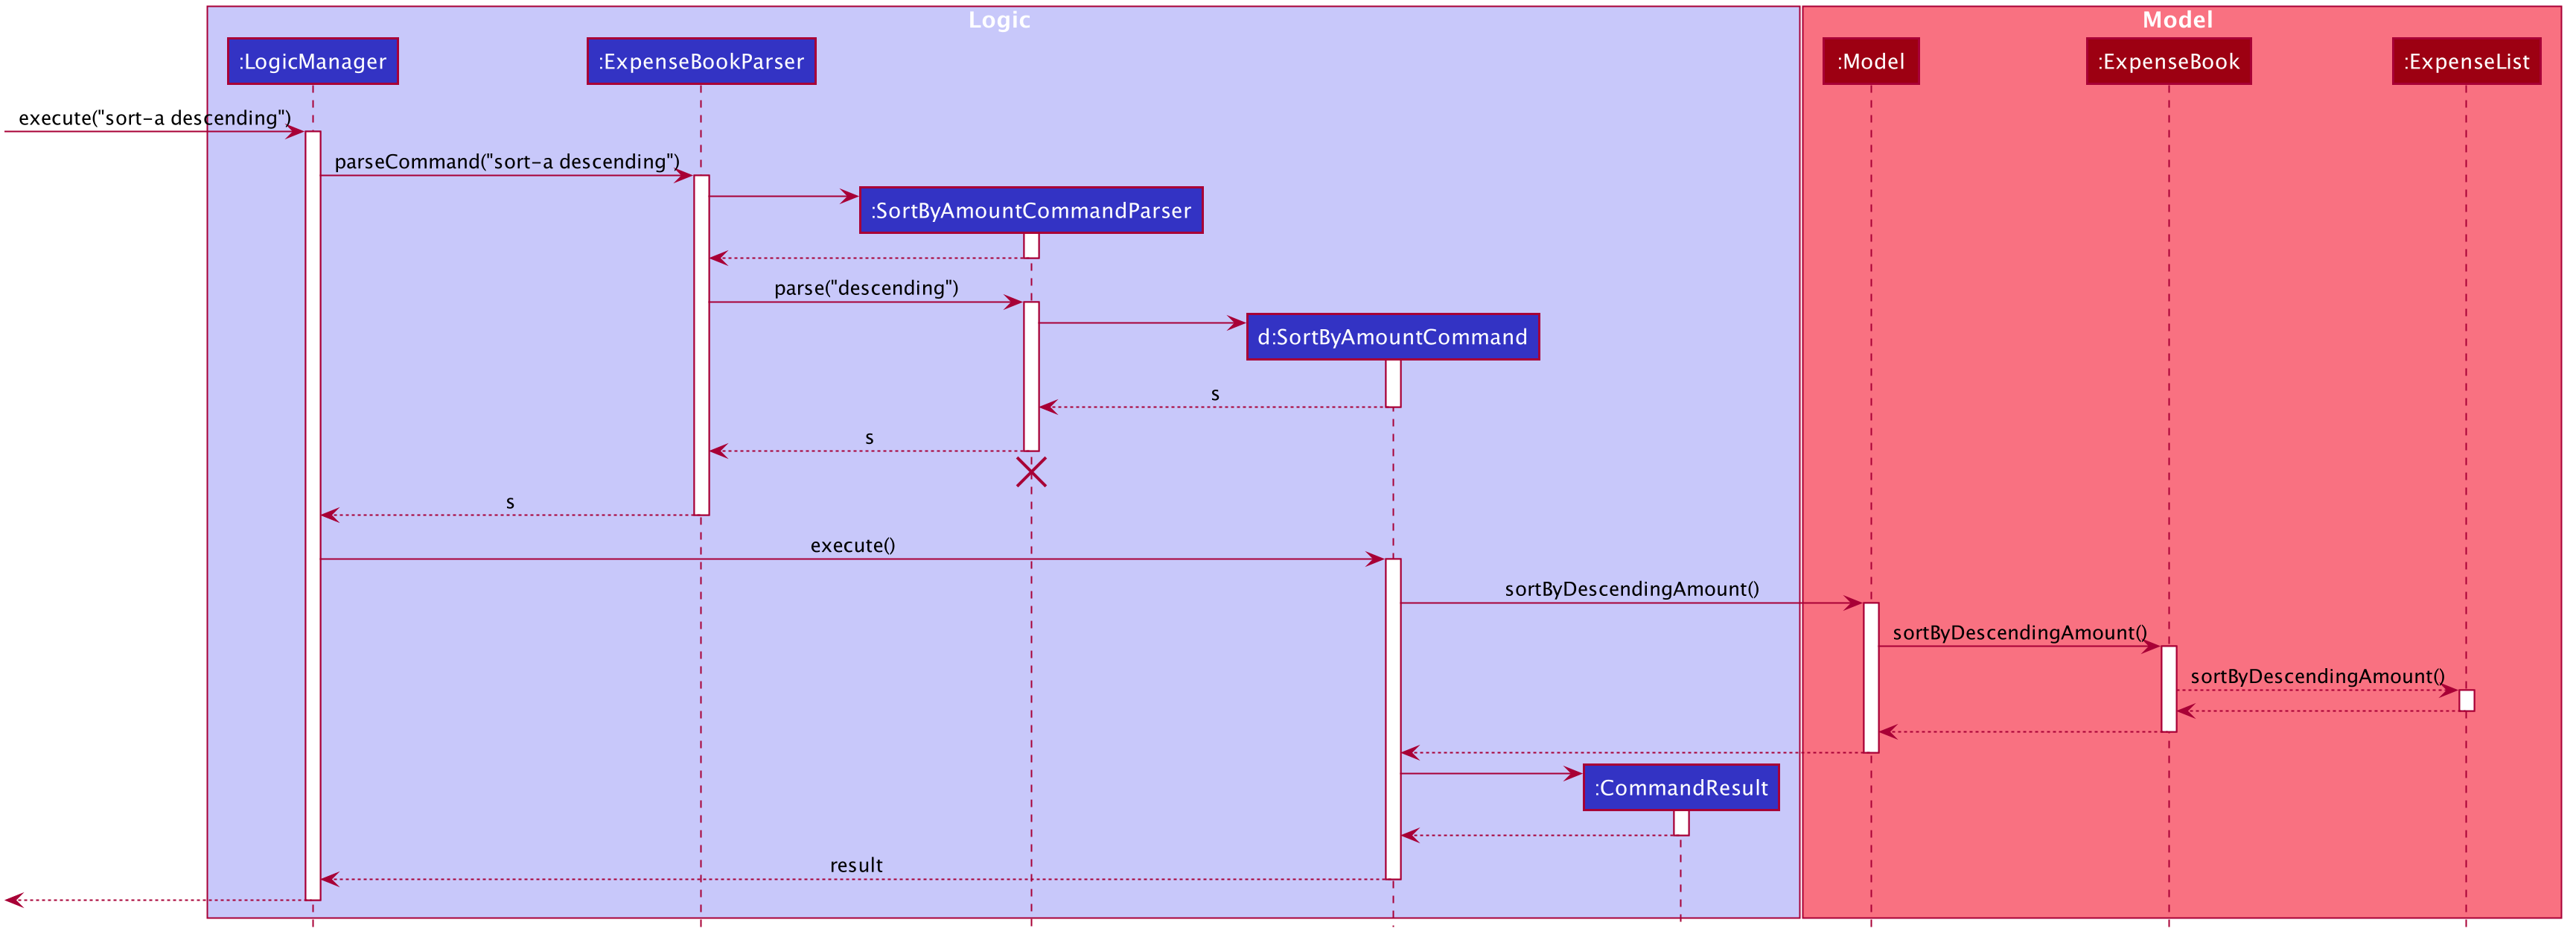 Logic
Model
:LogicManager
:ExpenseBookParser
:Model
:ExpenseBook
:ExpenseList
execute("sort-a descending")
parseCommand("sort-a descending")
:SortByAmountCommandParser
parse("descending")
d:SortByAmountCommand
s
s
s
execute()
sortByDescendingAmount()
sortByDescendingAmount()
sortByDescendingAmount()
:CommandResult
result